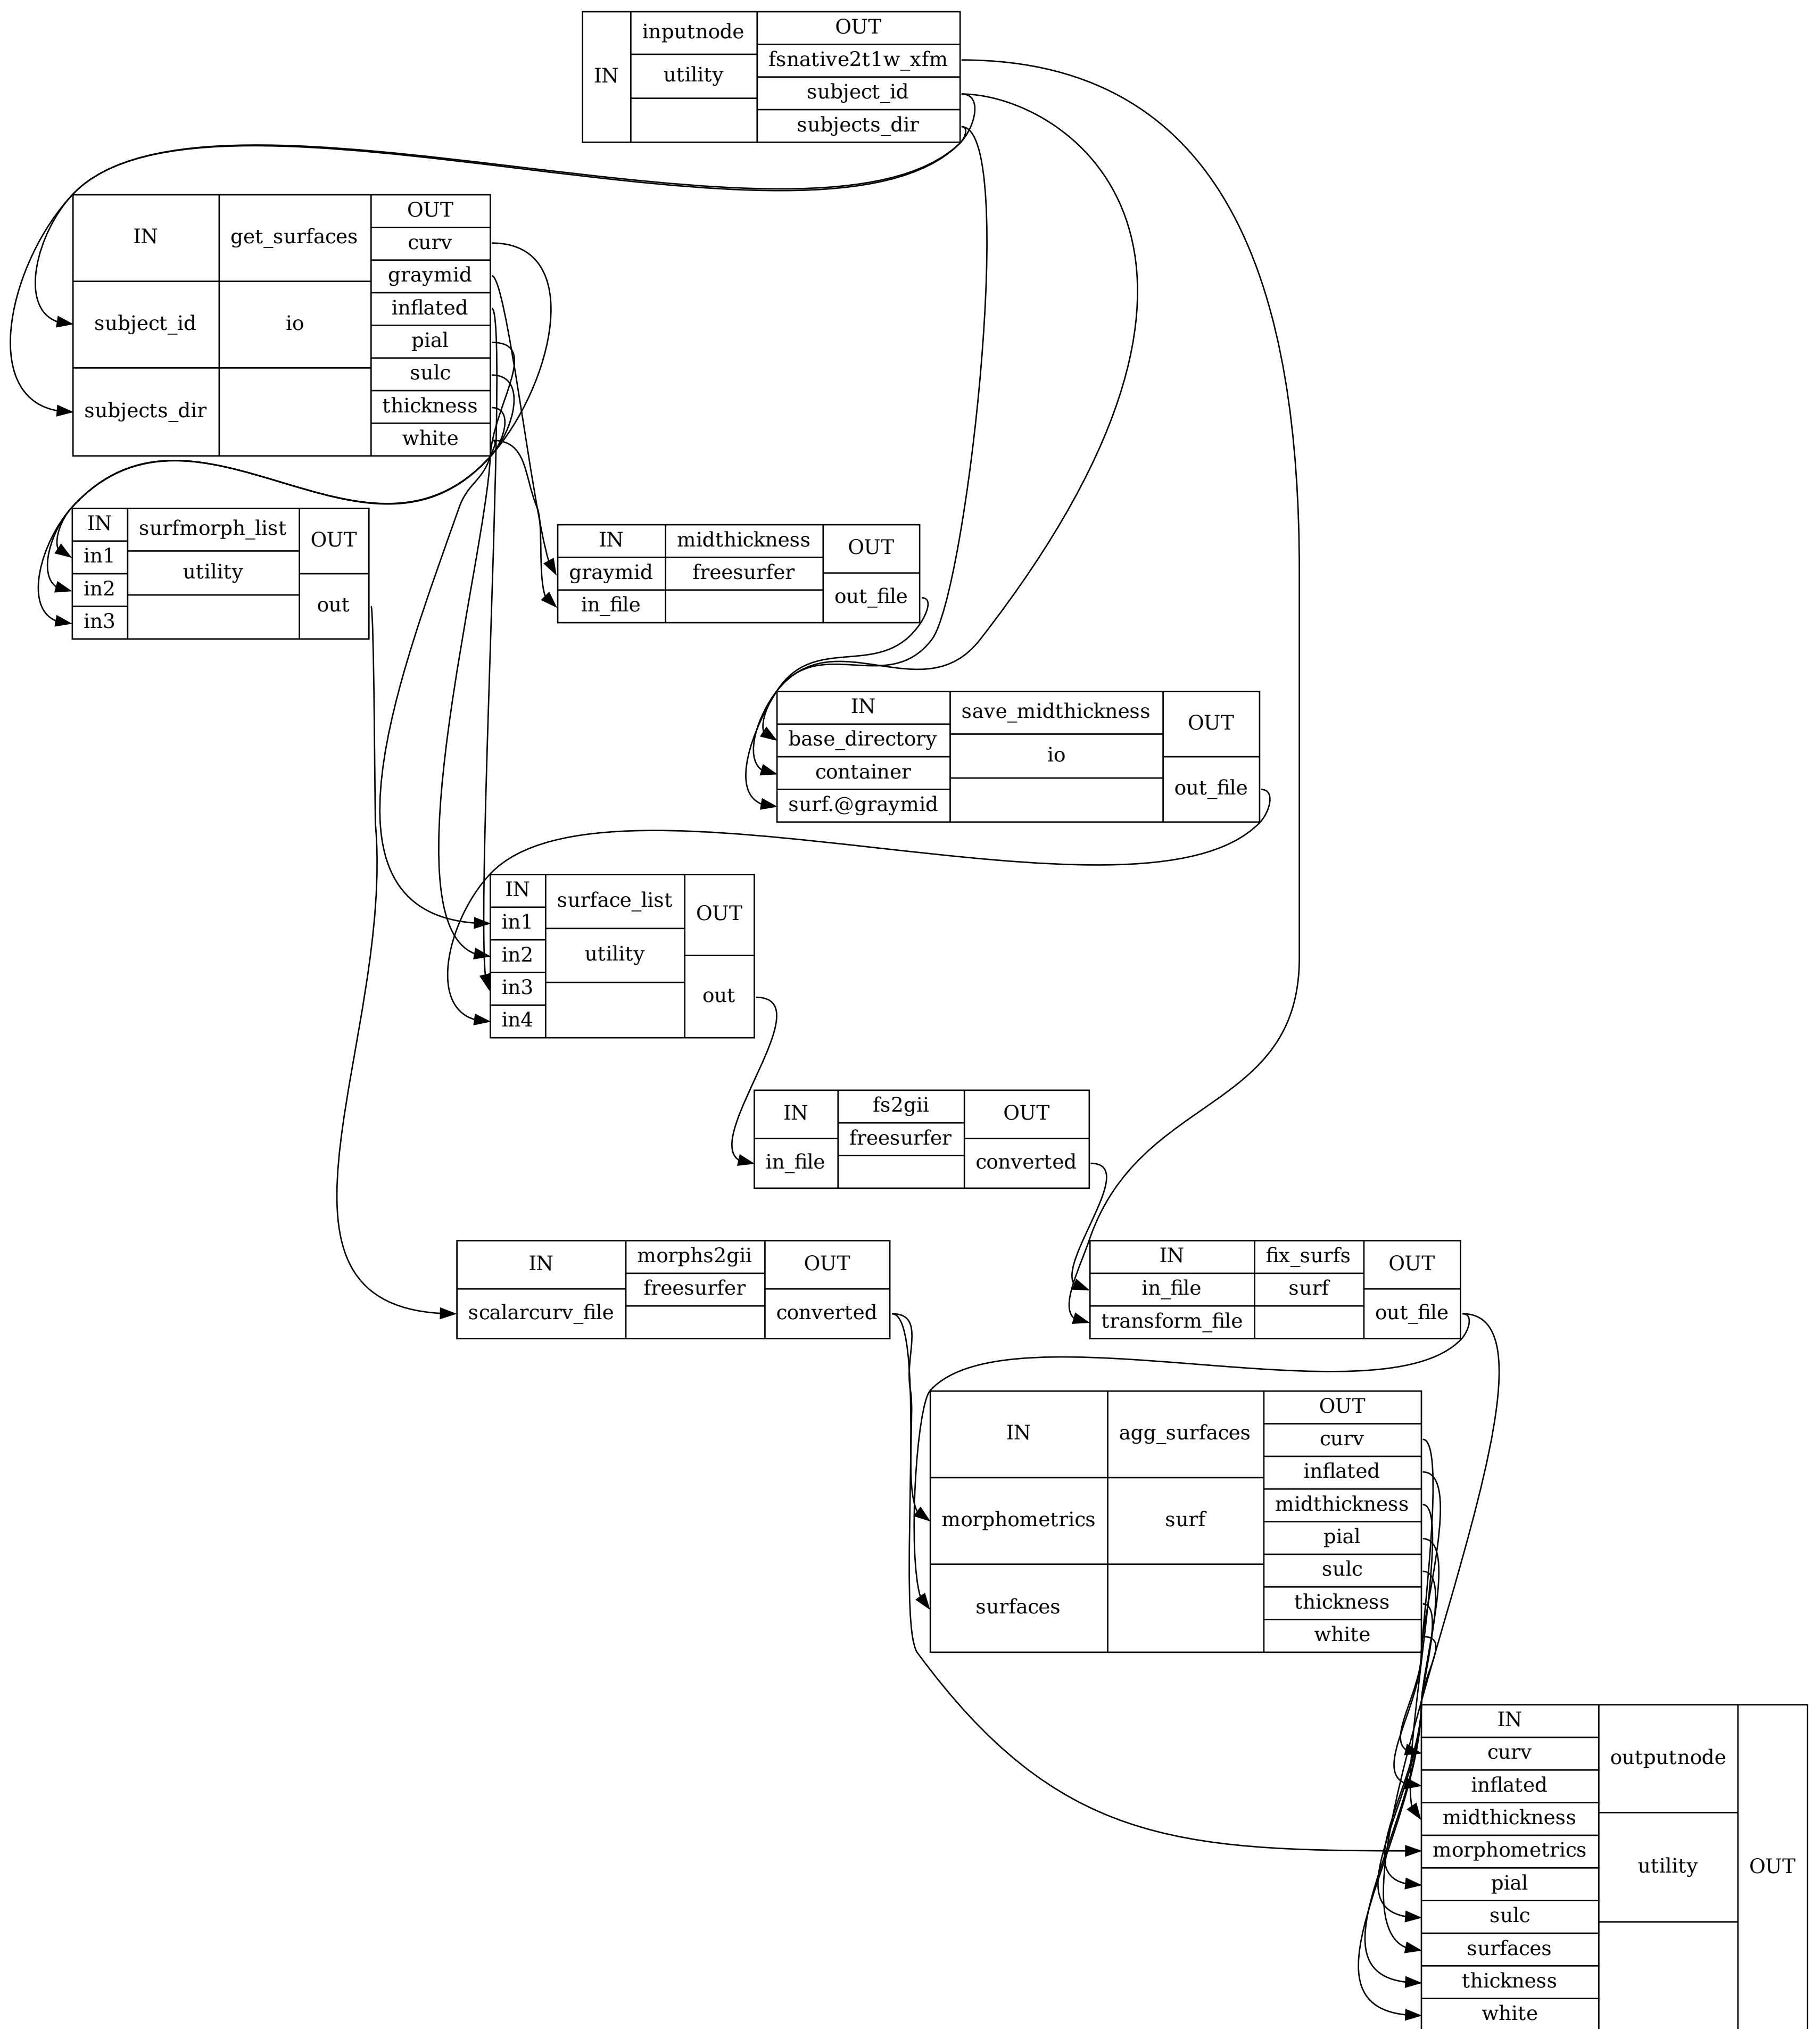 IN
inputnode
utility
OUT
fsnative2t1w_xfm
subject_id
subjects_dir
IN
subject_id
subjects_dir
get_surfaces
io
OUT
curv
graymid
inflated
pial
sulc
thickness
white
IN
in1
in2
in3
surfmorph_list
utility
OUT
out
IN
graymid
in_file
midthickness
freesurfer
OUT
out_file
IN
base_directory
container
surf.@graymid
save_midthickness
io
OUT
out_file
IN
in1
in2
in3
in4
surface_list
utility
OUT
out
IN
in_file
fs2gii
freesurfer
OUT
converted
IN
scalarcurv_file
morphs2gii
freesurfer
OUT
converted
IN
in_file
transform_file
fix_surfs
surf
OUT
out_file
IN
morphometrics
surfaces
agg_surfaces
surf
OUT
curv
inflated
midthickness
pial
sulc
thickness
white
IN
curv
inflated
midthickness
morphometrics
pial
sulc
surfaces
thickness
white
outputnode
utility
OUT